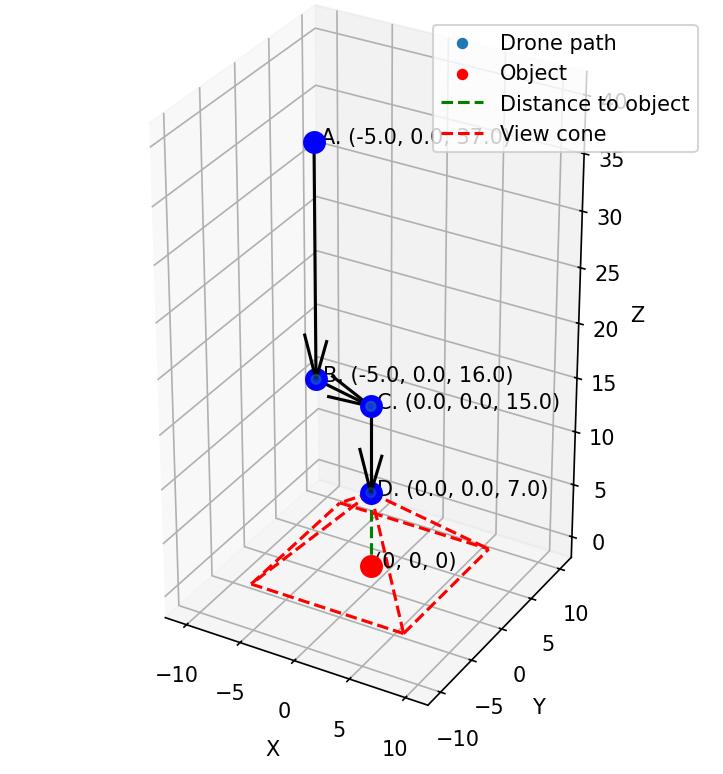 Drone path
Object
Distance to object
View cone
A. (-5.0, 0.0, 37.0)
40
35
30
25
Z
20
B. (-5.0, 0.0, 16.0)
15
C. (0.0, 0.0, 15.0)
10
D. (0.0, 0.0, 7.0)
5
0
(0, 0, 0)
10
5
0
−5
Y
−10
−10
−5
0
5
10
X